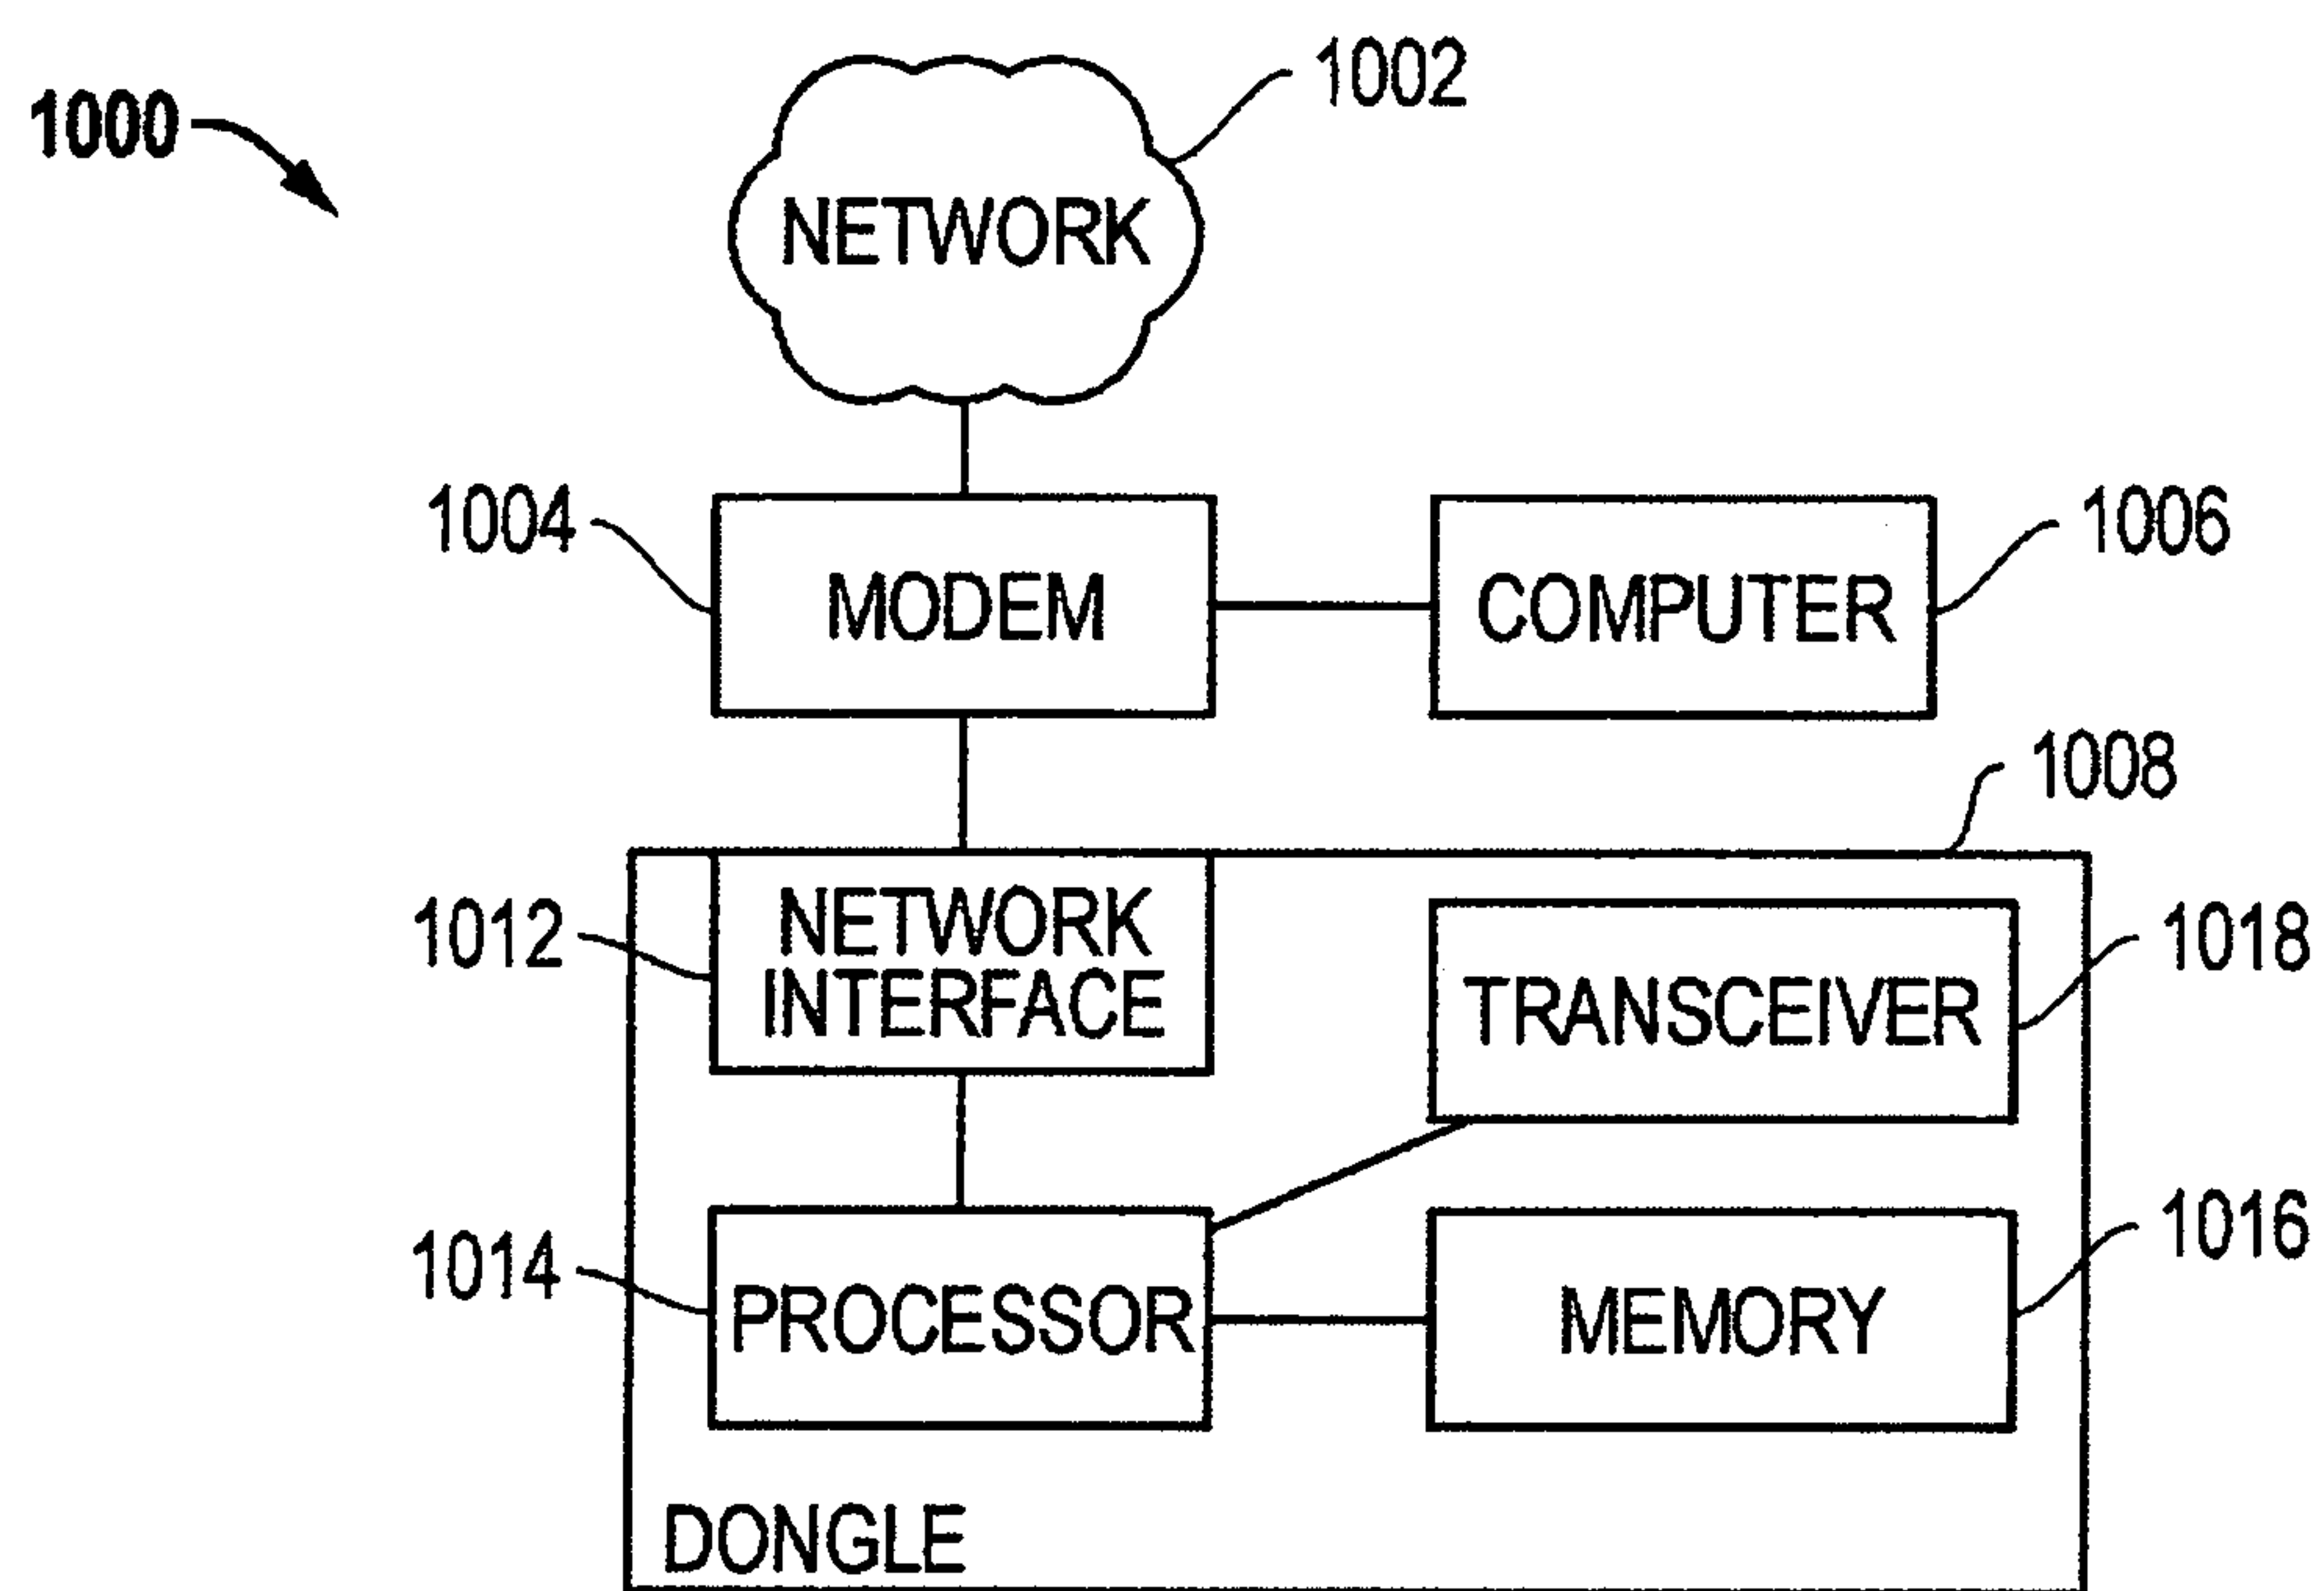 1000
1002
NETWORK
1004
MODEM
COMPUTER
1006
1008
1012
NETWORK
INTERFACE
TRANSCEIVER
1018
1014
PROCESSOR
MEMORY
1016
DONGLE